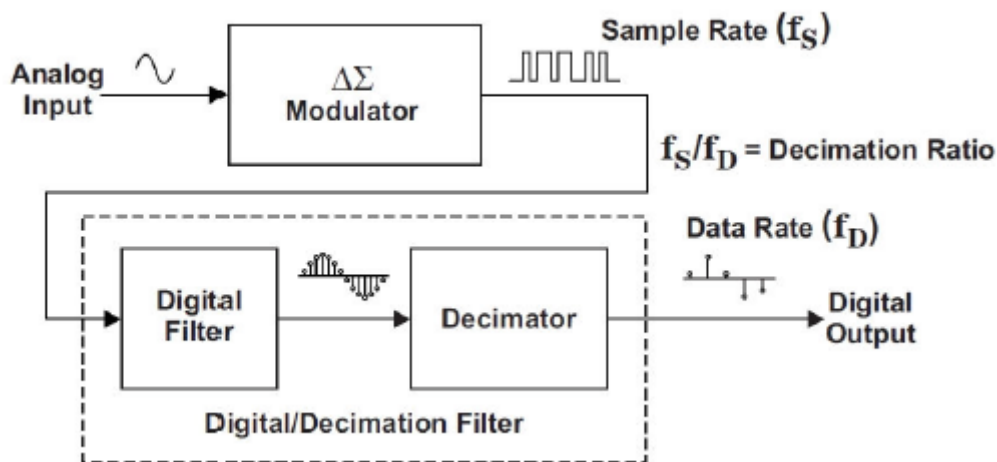 Sample Rate (fS)
Analog
Input
ΔΣ
Modulator
fS/fD = Decimation Ratio
Data Rate (fD)
Digital
Filter
Decimator
Digital
Output
Digital/Decimation Filter